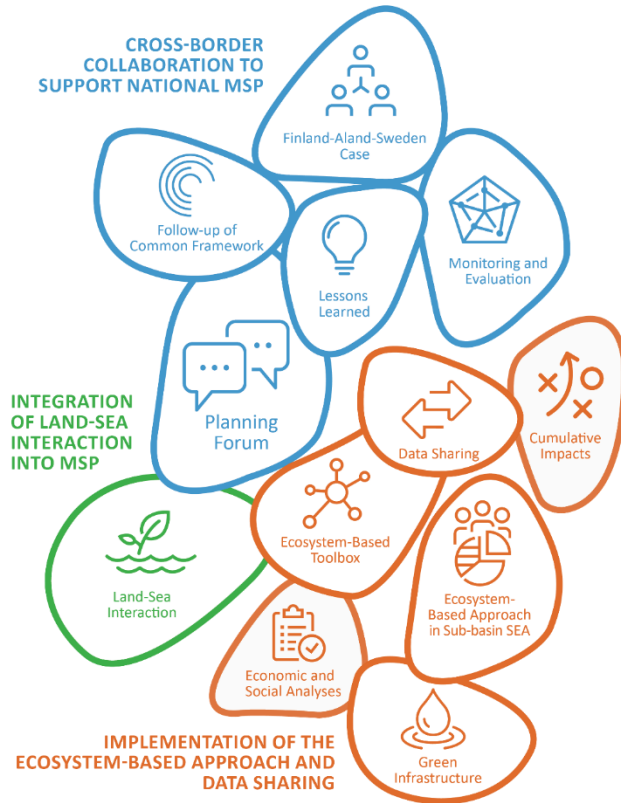 CROSS-BORDER
COLLABORATION TO
SUPPORT NATIONAL MSP
Finland-Aland-Sweden
Case
Follow-up of
Common Framework
Lessons
Learned
Monitoring and
Evaluation
Planning
Forum
INTEGRATION
OF LAND-SEA
INTERACTION
INTO MSP
Data Sharing
Cumulative
Impacts
Ecosystem-Based
Toolbox
Land-Sea
Interaction
Ecosystem-
Based Approach
in Sub-basin SEA
Economic and
Social Analyses
IMPLEMENTATION OF THE
ECOSYSTEM-BASED APPROACH AND
DATA SHARING
Green
Infrastructure